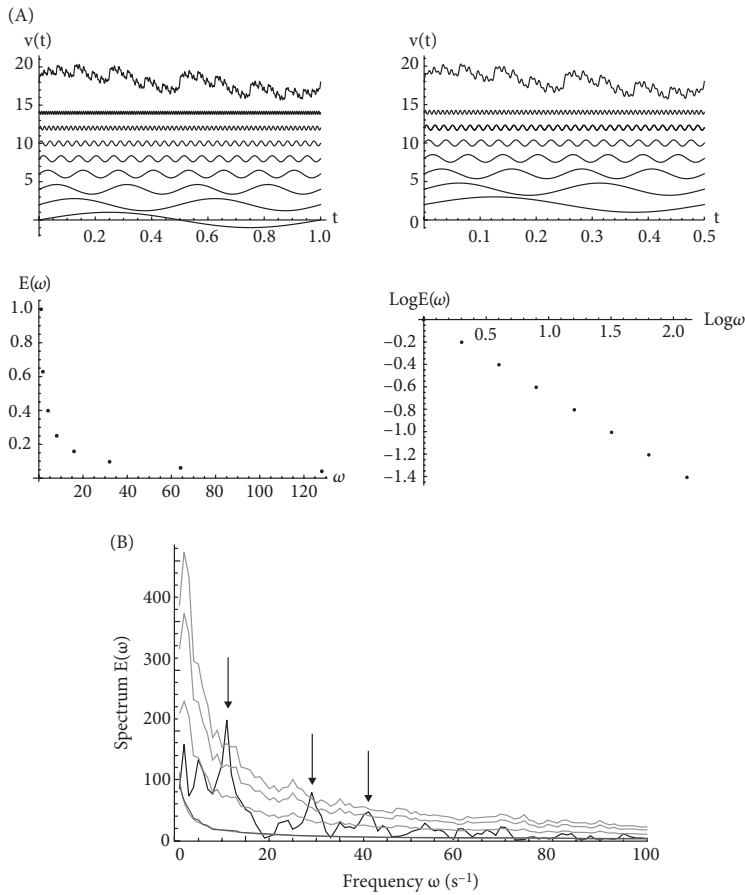 (A)
v(t)
20
15
10
5
0.2 0.4 0.6 0.8 1.0
t
v(t)
20
15
10
5
0
0.1 0.2 0.3 0.4 0.5
t
E(ω)
1.0
0.8
0.6
0.4
0.2
20 40 60 80 100 120 ω
LogE(ω)
0.5 1.0 1.5 2.0 Logω
−0.2
−0.4
−0.6
−0.8
−1.0
−1.2
−1.4
(B)
Spectrum E(ω)
400
300
200
100
0
0 20 40 60 80 100
Frequency ω (s⁻¹)